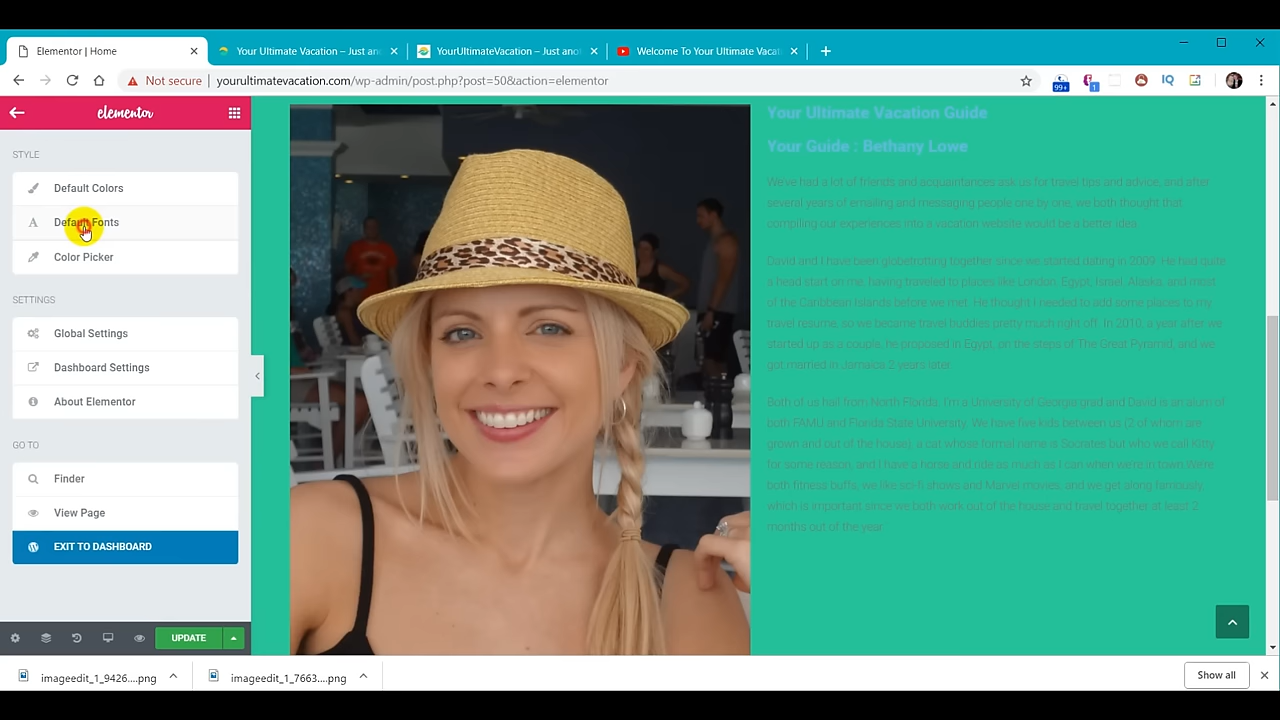 Elementor | Home
Your Ultimate Vacation – Just an
YourUltimateVacation – Just anot
Welcome To Your Ultimate Vacat
Not secure
yourultimatevacation.com/wp-admin/post.php?post=50&action=elementor
99+
1
IQ
elementor
STYLE
Default Colors
Default Fonts
Color Picker
SETTINGS
Global Settings
Dashboard Settings
About Elementor
GO TO
Finder
View Page
EXIT TO DASHBOARD
UPDATE
Your Ultimate Vacation Guide
Your Guide : Bethany Lowe
We've had a lot of friends and acquaintances ask us for travel tips and advice, and after
several years of emailing and messaging people one by one, we both thought that
compiling our experiences into a vacation website would be a better idea.
David and I have been globetrotting together since we started dating in 2009. He had quite
a head start on me, having traveled to places like London, Egypt, Israel, Alaska, and most
of the Caribbean Islands before we met. He thought I needed to add some places to my
travel resume, so we became travel buddies pretty much right off. In 2010, a year after we
started up as a couple, he proposed in Egypt, on the steps of The Great Pyramid, and we
got married in Jamaica 2 years later.
Both of us hail from North Florida. I'm a University of Georgia grad and David is an alum of
both FAMU and Florida State University. We have five kids between us (2 of whom are
grown and out of the house), a cat whose formal name is Socrates but who we call Kitty
for some reason, and I have a horse and ride as much as I can when we're in town. We're
both fitness buffs, we like sci-fi shows and Marvel movies, and we get along famously,
which is important since we both work out of the house and travel together at least 2
months out of the year.
imageedit_1_9426....png
imageedit_1_7663....png
Show all